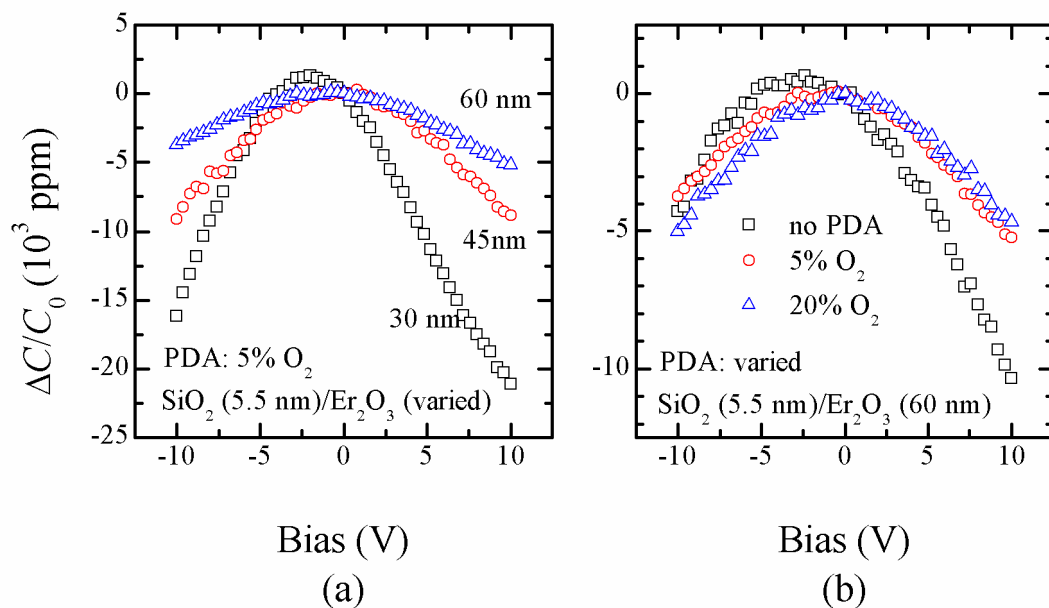 ΔC/C₀ (10³ ppm)
5
0
-5
-10
-15
-20
-25
60 nm
45nm
30 nm
PDA: 5% O₂
SiO₂ (5.5 nm)/Er₂O₃ (varied)
-10 -5 0 5 10
Bias (V)
(a)
0
-5
-10
no PDA
5% O₂
20% O₂
PDA: varied
SiO₂ (5.5 nm)/Er₂O₃ (60 nm)
-10 -5 0 5 10
Bias (V)
(b)